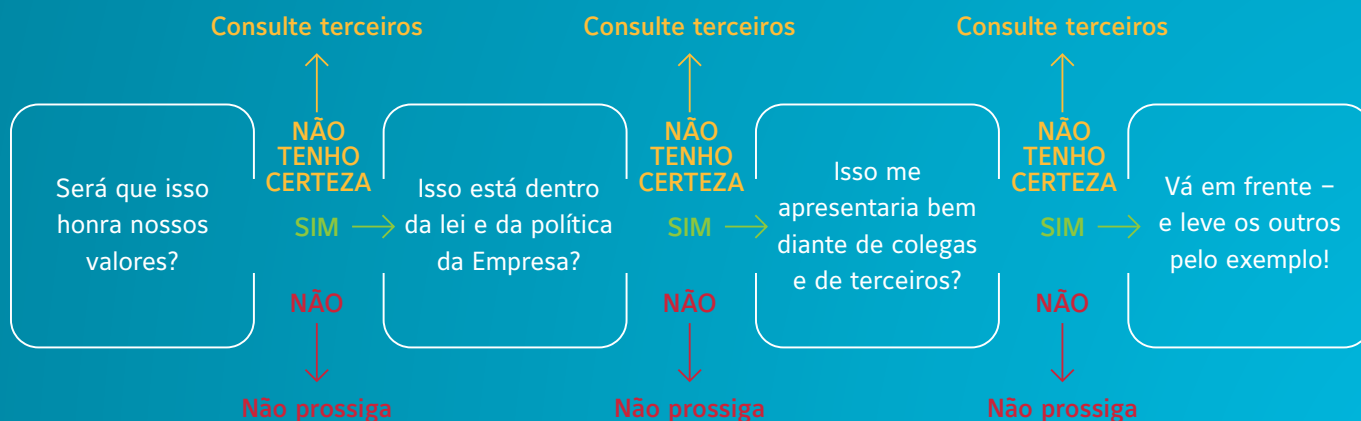 Consulte terceiros
Consulte terceiros
Consulte terceiros
Será que isso
honra nossos
valores?
NÃO
TENHO
CERTEZA
SIM
NÃO
Não prossiga
Isso está dentro
da lei e da política
da Empresa?
NÃO
TENHO
CERTEZA
SIM
NÃO
Não prossiga
Isso me
apresentaria bem
diante de colegas
e de terceiros?
NÃO
TENHO
CERTEZA
SIM
NÃO
Não prossiga
Vá em frente –
e leve os outros
pelo exemplo!